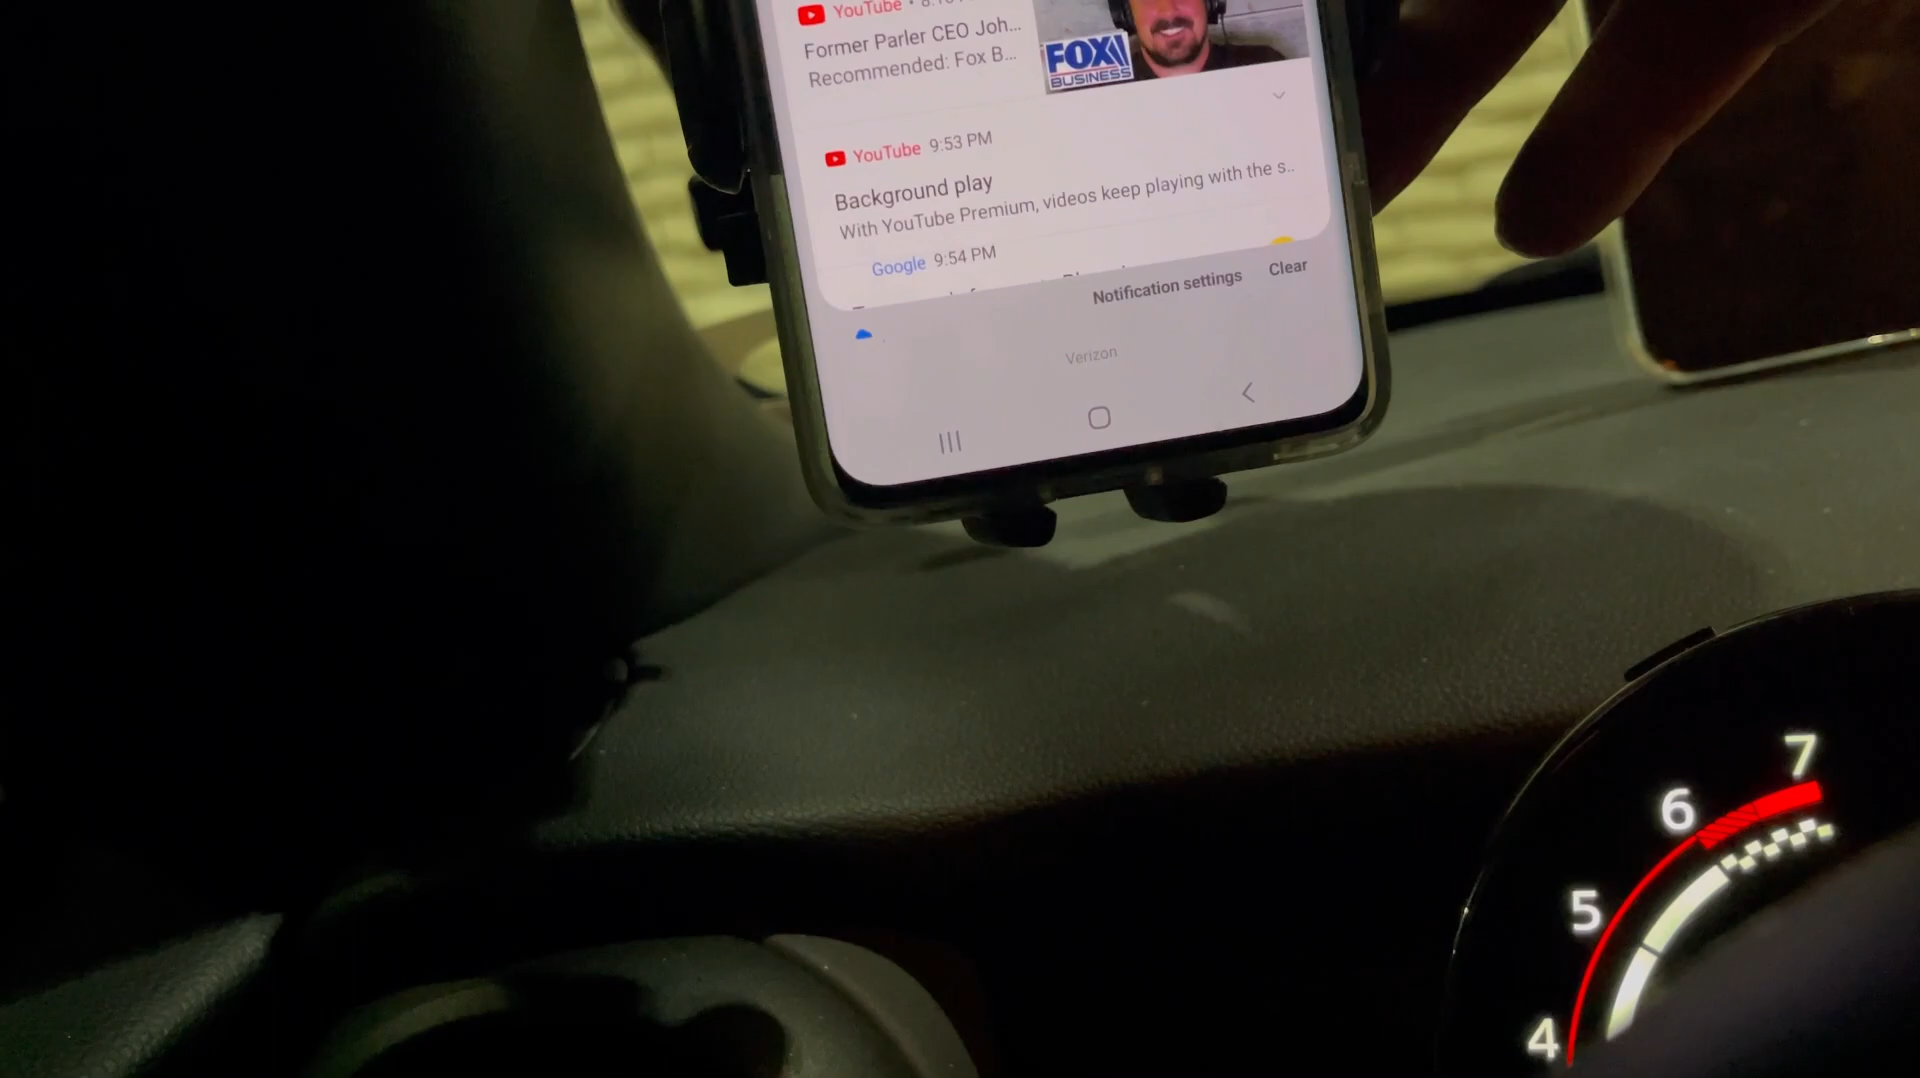 YouTube
Former Parler CEO Joh...
Recommended: Fox B...
FOX
BUSINESS
YouTube 9:53 PM
Background play
With YouTube Premium, videos keep playing with the s..
Google 9:54 PM
Notification settings
Clear
Verizon
7
6
5
4